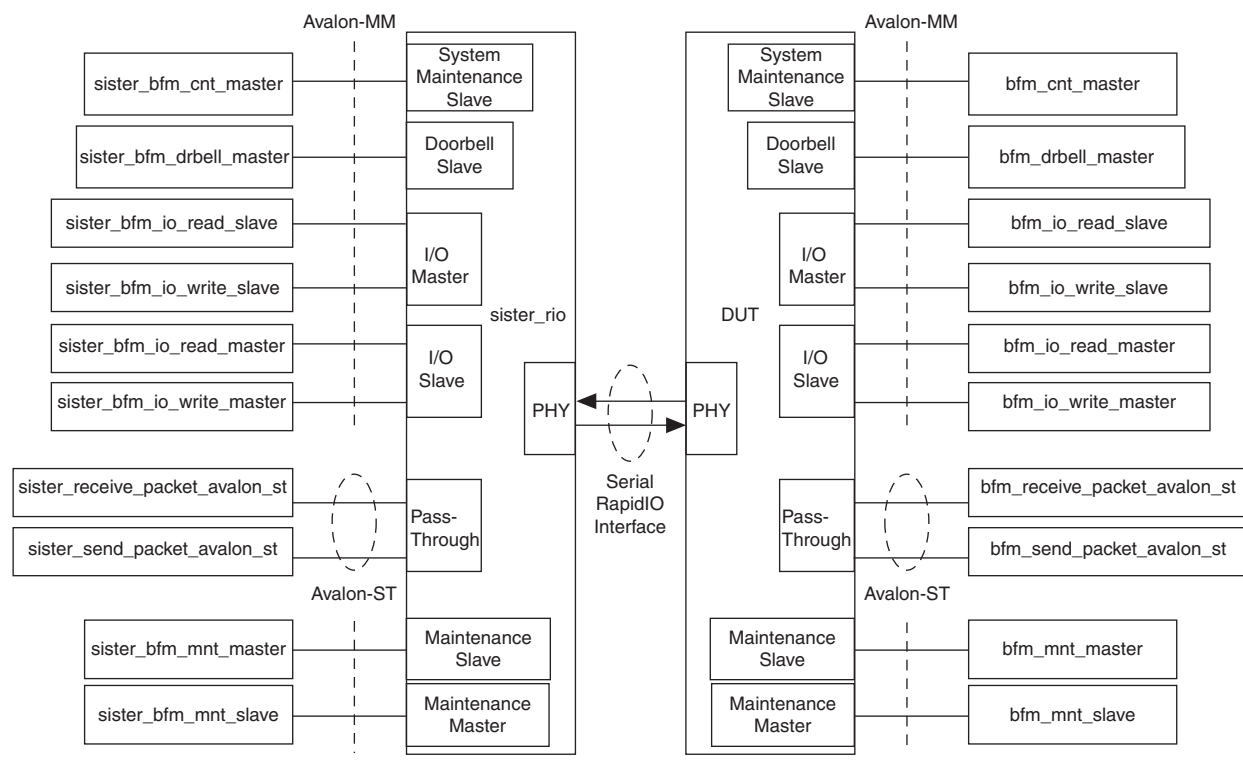 Avalon-MM
Avalon-MM
sister_bfm_cnt_master
System
Maintenance
Slave
System
Maintenance
Slave
bfm_cnt_master
sister_bfm_drbell_master
Doorbell
Slave
Doorbell
Slave
bfm_drbell_master
sister_bfm_io_read_slave
I/O
Master
I/O
Master
bfm_io_read_slave
sister_bfm_io_write_slave
bfm_io_write_slave
sister_rio
DUT
sister_bfm_io_read_master
I/O
Slave
I/O
Slave
bfm_io_read_master
sister_bfm_io_write_master
PHY
PHY
bfm_io_write_master
Serial
RapidIO
Interface
sister_receive_packet_avalon_st
Pass-
Through
Pass-
Through
bfm_receive_packet_avalon_st
sister_send_packet_avalon_st
bfm_send_packet_avalon_st
Avalon-ST
Avalon-ST
sister_bfm_mnt_master
Maintenance
Slave
Maintenance
Slave
bfm_mnt_master
sister_bfm_mnt_slave
Maintenance
Master
Maintenance
Master
bfm_mnt_slave